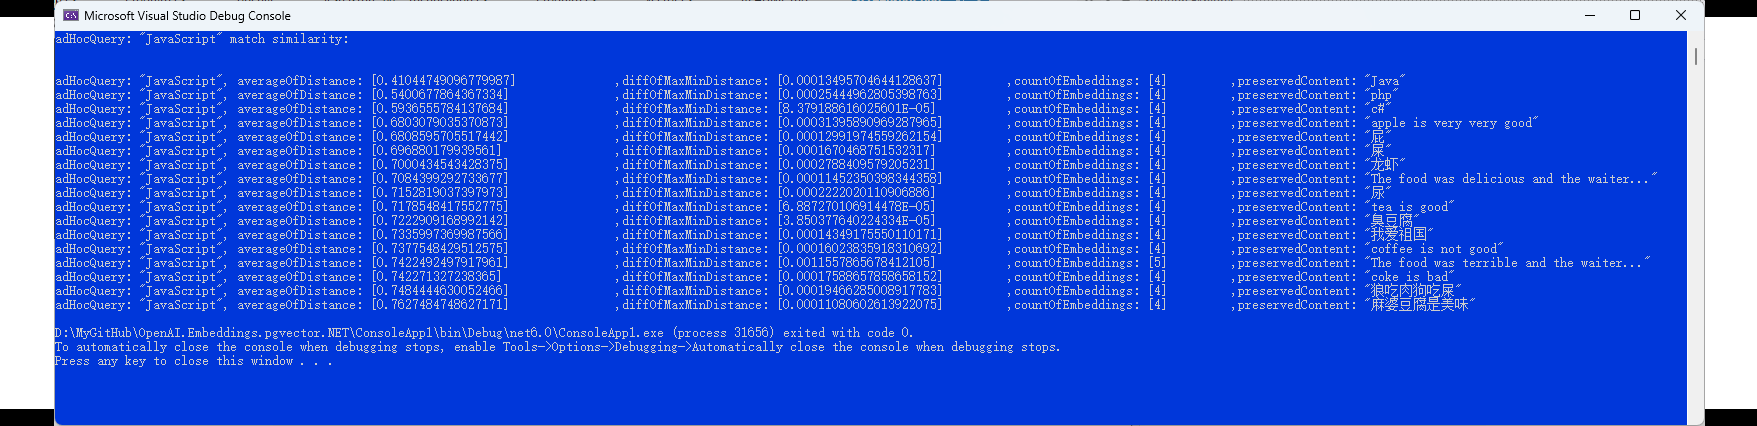 Microsoft Visual Studio Debug Console
adHocQuery: "JavaScript" match similarity:
adHocQuery: "JavaScript", averageOfDistance: [0.41044749096779987] ,diffOfMaxMinDistance: [0.00013495704644128637] ,countOfEmbeddings: [4] ,preservedContent: "Java"
adHocQuery: "JavaScript", averageOfDistance: [0.5400677864367334] ,diffOfMaxMinDistance: [0.00025444962805398763] ,countOfEmbeddings: [4] ,preservedContent: "php"
adHocQuery: "JavaScript", averageOfDistance: [0.5936555784137684] ,diffOfMaxMinDistance: [8.379188616025601E-05] ,countOfEmbeddings: [4] ,preservedContent: "c#"
adHocQuery: "JavaScript", averageOfDistance: [0.6803079035370873] ,diffOfMaxMinDistance: [0.00031395890969287965] ,countOfEmbeddings: [4] ,preservedContent: "apple is very very good"
adHocQuery: "JavaScript", averageOfDistance: [0.6808595705517442] ,diffOfMaxMinDistance: [0.00012991974559262154] ,countOfEmbeddings: [4] ,preservedContent: "屁"
adHocQuery: "JavaScript", averageOfDistance: [0.696880179939561] ,diffOfMaxMinDistance: [0.0001670468751532317] ,countOfEmbeddings: [4] ,preservedContent: "屎"
adHocQuery: "JavaScript", averageOfDistance: [0.7000434543428375] ,diffOfMaxMinDistance: [0.0002788409579205231] ,countOfEmbeddings: [4] ,preservedContent: "龙虾"
adHocQuery: "JavaScript", averageOfDistance: [0.7084399292733677] ,diffOfMaxMinDistance: [0.00011452350398344358] ,countOfEmbeddings: [4] ,preservedContent: "The food was delicious and the waiter..."
adHocQuery: "JavaScript", averageOfDistance: [0.7152819037397973] ,diffOfMaxMinDistance: [0.0002222020110906886] ,countOfEmbeddings: [4] ,preservedContent: "尿"
adHocQuery: "JavaScript", averageOfDistance: [0.7178548417552775] ,diffOfMaxMinDistance: [6.887270106914478E-05] ,countOfEmbeddings: [4] ,preservedContent: "tea is good"
adHocQuery: "JavaScript", averageOfDistance: [0.7222909168992142] ,diffOfMaxMinDistance: [3.850377640224334E-05] ,countOfEmbeddings: [4] ,preservedContent: "臭豆腐"
adHocQuery: "JavaScript", averageOfDistance: [0.73359973699987566] ,diffOfMaxMinDistance: [0.00014349175550110171] ,countOfEmbeddings: [4] ,preservedContent: "我爱祖国"
adHocQuery: "JavaScript", averageOfDistance: [0.73775484295​12575] ,diffOfMaxMinDistance: [0.00016023835918310692] ,countOfEmbeddings: [4] ,preservedContent: "coffee is not good"
adHocQuery: "JavaScript", averageOfDistance: [0.7422492497917961] ,diffOfMaxMinDistance: [0.0011557865678412105] ,countOfEmbeddings: [5] ,preservedContent: "The food was terrible and the waiter..."
adHocQuery: "JavaScript", averageOfDistance: [0.742271327238365] ,diffOfMaxMinDistance: [0.00017588657858658152] ,countOfEmbeddings: [4] ,preservedContent: "coke is bad"
adHocQuery: "JavaScript", averageOfDistance: [0.7484444630052466] ,diffOfMaxMinDistance: [0.00019466285008917783] ,countOfEmbeddings: [4] ,preservedContent: "狼吃肉狗吃屎"
adHocQuery: "JavaScript", averageOfDistance: [0.7627484748627171] ,diffOfMaxMinDistance: [0.00011080602613922075] ,countOfEmbeddings: [4] ,preservedContent: "麻婆豆腐是美味"
D:\MyGitHub\OpenAI.Embeddings.pgvector.NET\ConsoleApp1\bin\Debug\net6.0\ConsoleApp1.exe (process 31656) exited with code 0.
To automatically close the console when debugging stops, enable Tools->Options->Debugging->Automatically close the console when debugging stops.
Press any key to close this window . . .